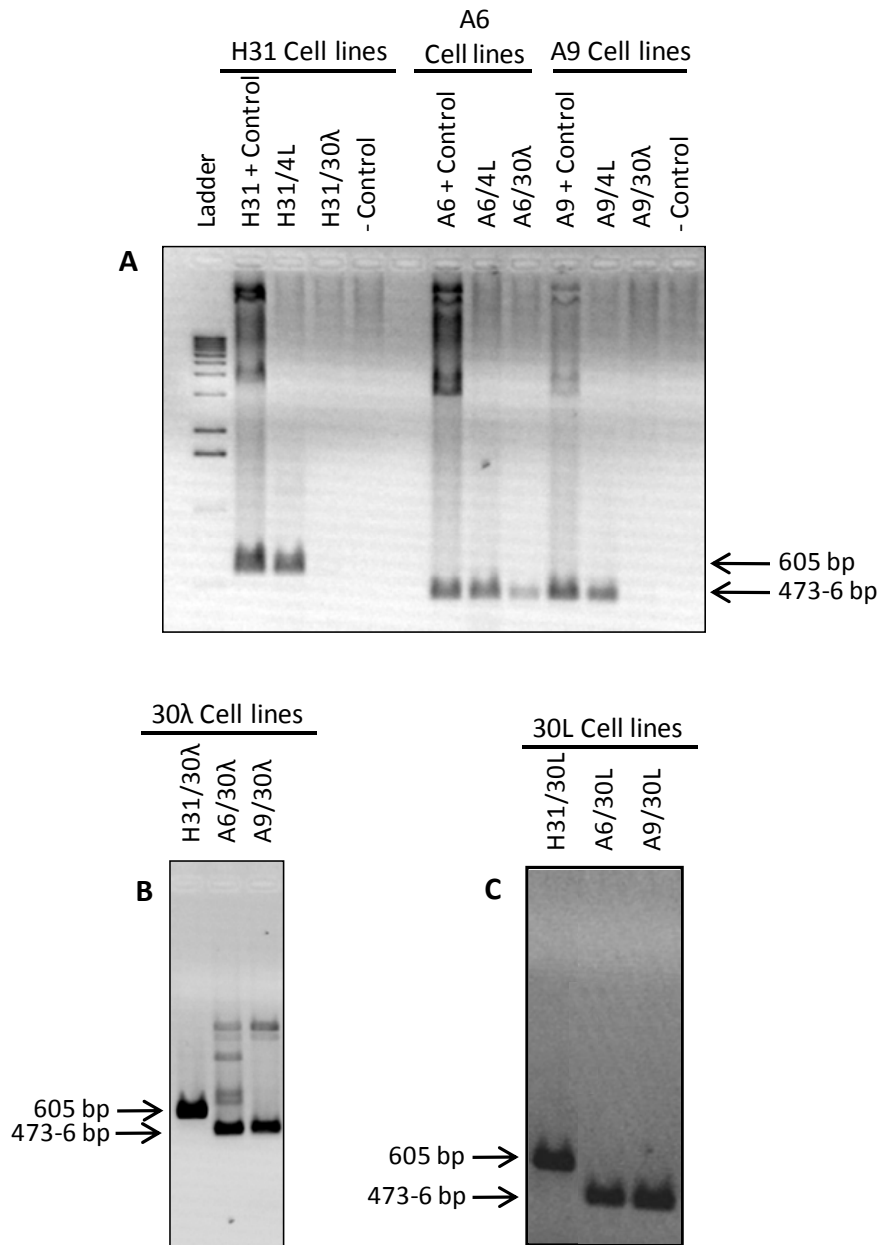 A6
H31 Cell lines
Cell lines
A9 Cell lines
Ladder
H31 + Control
H31/4L
H31/30λ
- Control
A6 + Control
A6/4L
A6/30λ
A9 + Control
A9/4L
A9/30λ
- Control
A
605 bp
473-6 bp
30λ Cell lines
H31/30λ
A6/30λ
A9/30λ
B
605 bp
473-6 bp
30L Cell lines
H31/30L
A6/30L
A9/30L
C
605 bp
473-6 bp